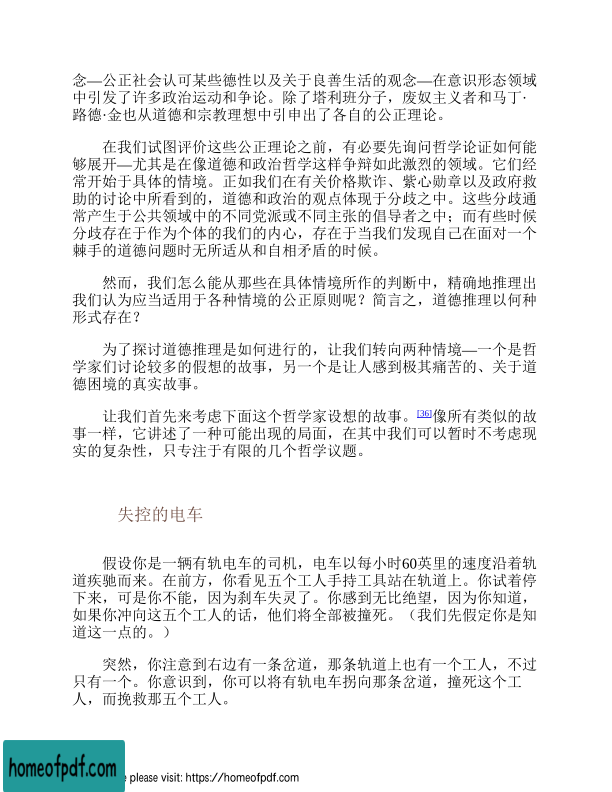 念—公正社会认可某些德性以及关于良善生活的观念—在意识形态领域
中引发了许多政治运动和争论。除了塔利班分子，废奴主义者和马丁·
路德·金也从道德和宗教理想中引申出了各自的公正理论。
在我们试图评价这些公正理论之前，有必要先询问哲学论证如何能
够展开—尤其是在像道德和政治哲学这样争辩如此激烈的领域。它们经
常开始于具体的情境。正如我们在有关价格欺诈、紫心勋章以及政府救
助的讨论中所看到的，道德和政治的观点体现于分歧之中。这些分歧通
常产生于公共领域中的不同党派或不同主张的倡导者之中；而有些时候
分歧存在于作为个体的我们的内心，存在于当我们发现自己在面对一个
棘手的道德问题时无所适从和自相矛盾的时候。
然而，我们怎么能从那些在具体情境所作的判断中，精确地推理出
我们认为应当适用于各种情境的公正原则呢？简言之，道德推理以何种
形式存在？
为了探讨道德推理是如何进行的，让我们转向两种情境—一个是哲
学家们讨论较多的假想的故事，另一个是让人感到极其痛苦的、关于道
德困境的真实故事。
让我们首先来考虑下面这个哲学家设想的故事。[36]像所有类似的故
事一样，它讲述了一种可能出现的局面，在其中我们可以暂时不考虑现
实的复杂性，只专注于有限的几个哲学议题。
失控的电车
假设你是一辆有轨电车的司机，电车以每小时60英里的速度沿着轨
道疾驰而来。在前方，你看见五个工人手持工具站在轨道上。你试着停
下来，可是你不能，因为刹车失灵了。你感到无比绝望，因为你知道，
如果你冲向这五个工人的话，他们将全部被撞死。（我们先假定你是知
道这一点的。）
突然，你注意到右边有一条岔道，那条轨道上也有一个工人，不过
只有一个。你意识到，你可以将有轨电车拐向那条岔道，撞死这个工
人，而挽救那五个工人。
homeofpdf.com
please visit: https://homeofpdf.com